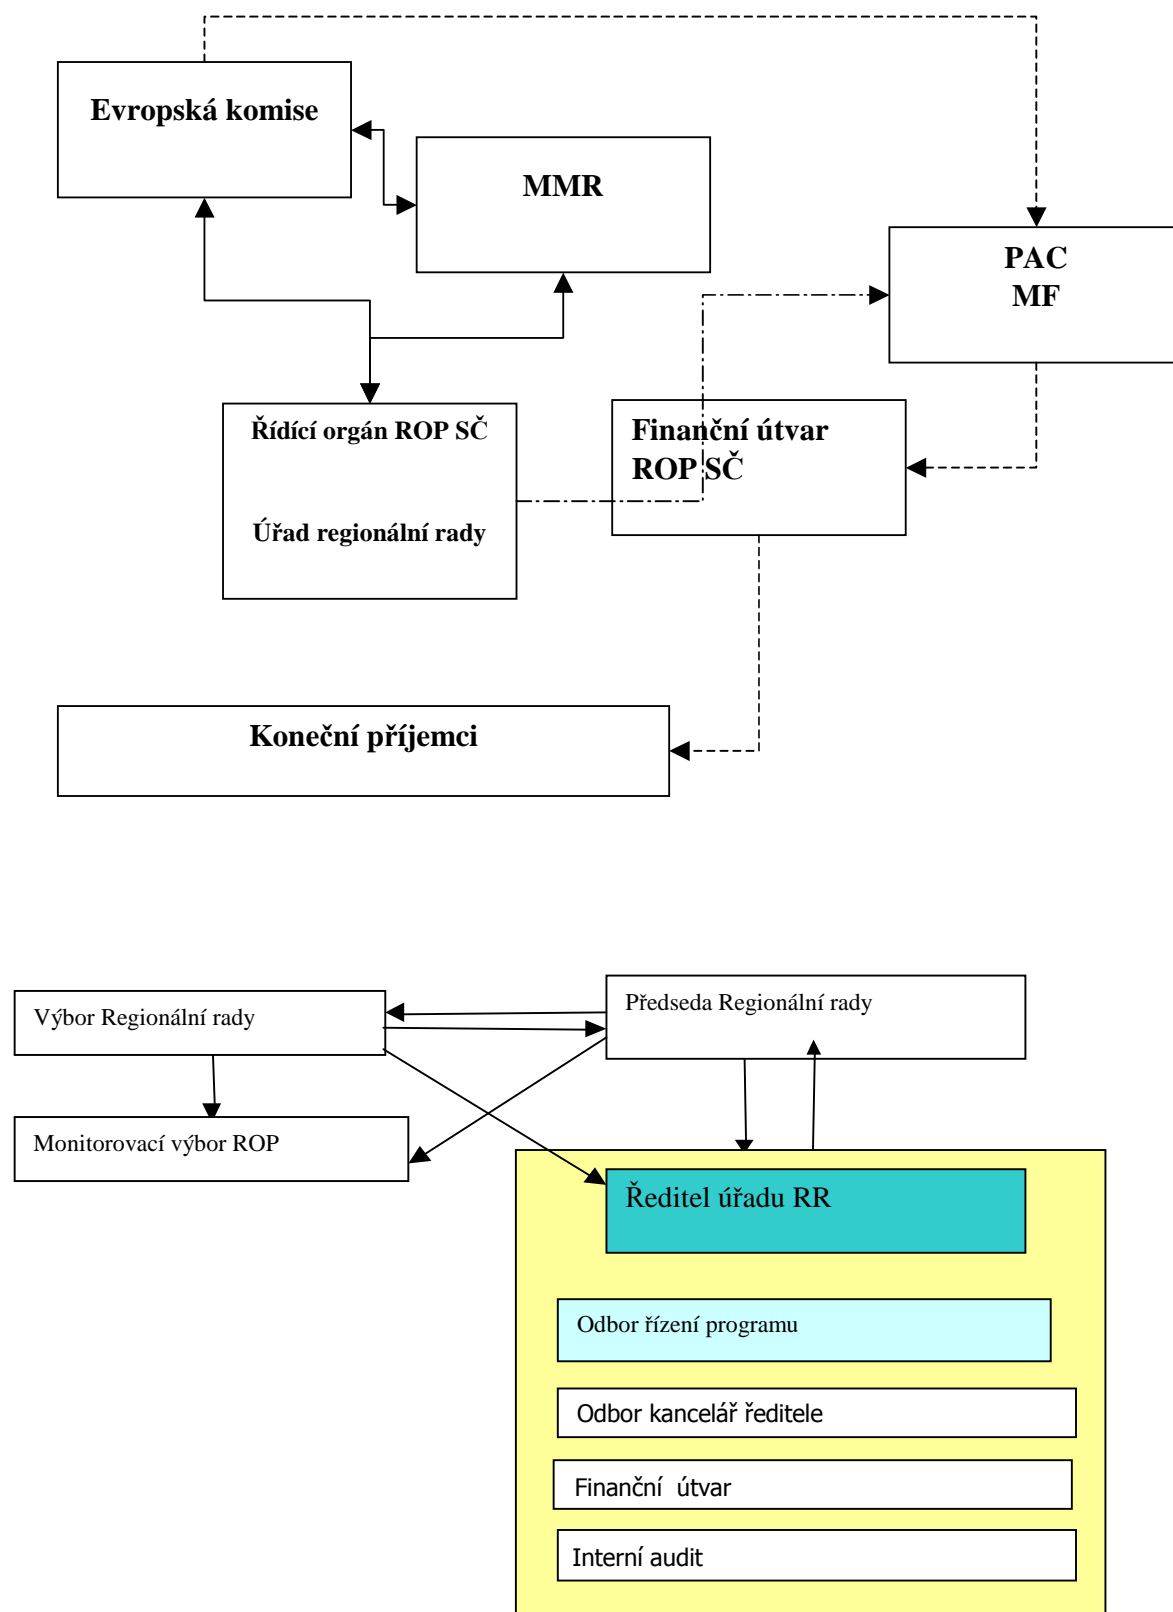 Evropská komise
MMR
PAC
MF
Řídící orgán ROP SČ
Úřad regionální rady
Finanční útvar
ROP SČ
Koneční příjemci
Výbor Regionální rady
Předseda Regionální rady
Monitorovací výbor ROP
Ředitel úřadu RR
Odbor řízení programu
Odbor kancelář ředitele
Finanční útvar
Interní audit